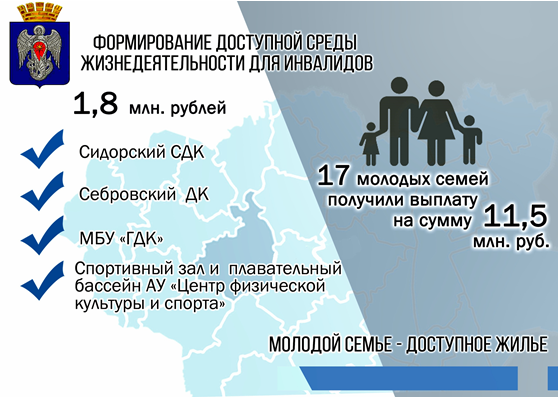 ФОРМИРОВАНИЕ ДОСТУПНОЙ СРЕДЫ
ЖИЗНЕДЕЯТЕЛЬНОСТИ ДЛЯ ИНВАЛИДОВ
1,8 млн. рублей
Сидорский СДК
Себровский ДК
МБУ «ГДК»
Спортивный зал и плавательный
бассейн АУ «Центр физической
культуры и спорта»
17 молодых семей
получили выплату
на сумму 11,5
млн. руб.
МОЛОДОЙ СЕМЬЕ - ДОСТУПНОЕ ЖИЛЬЕ